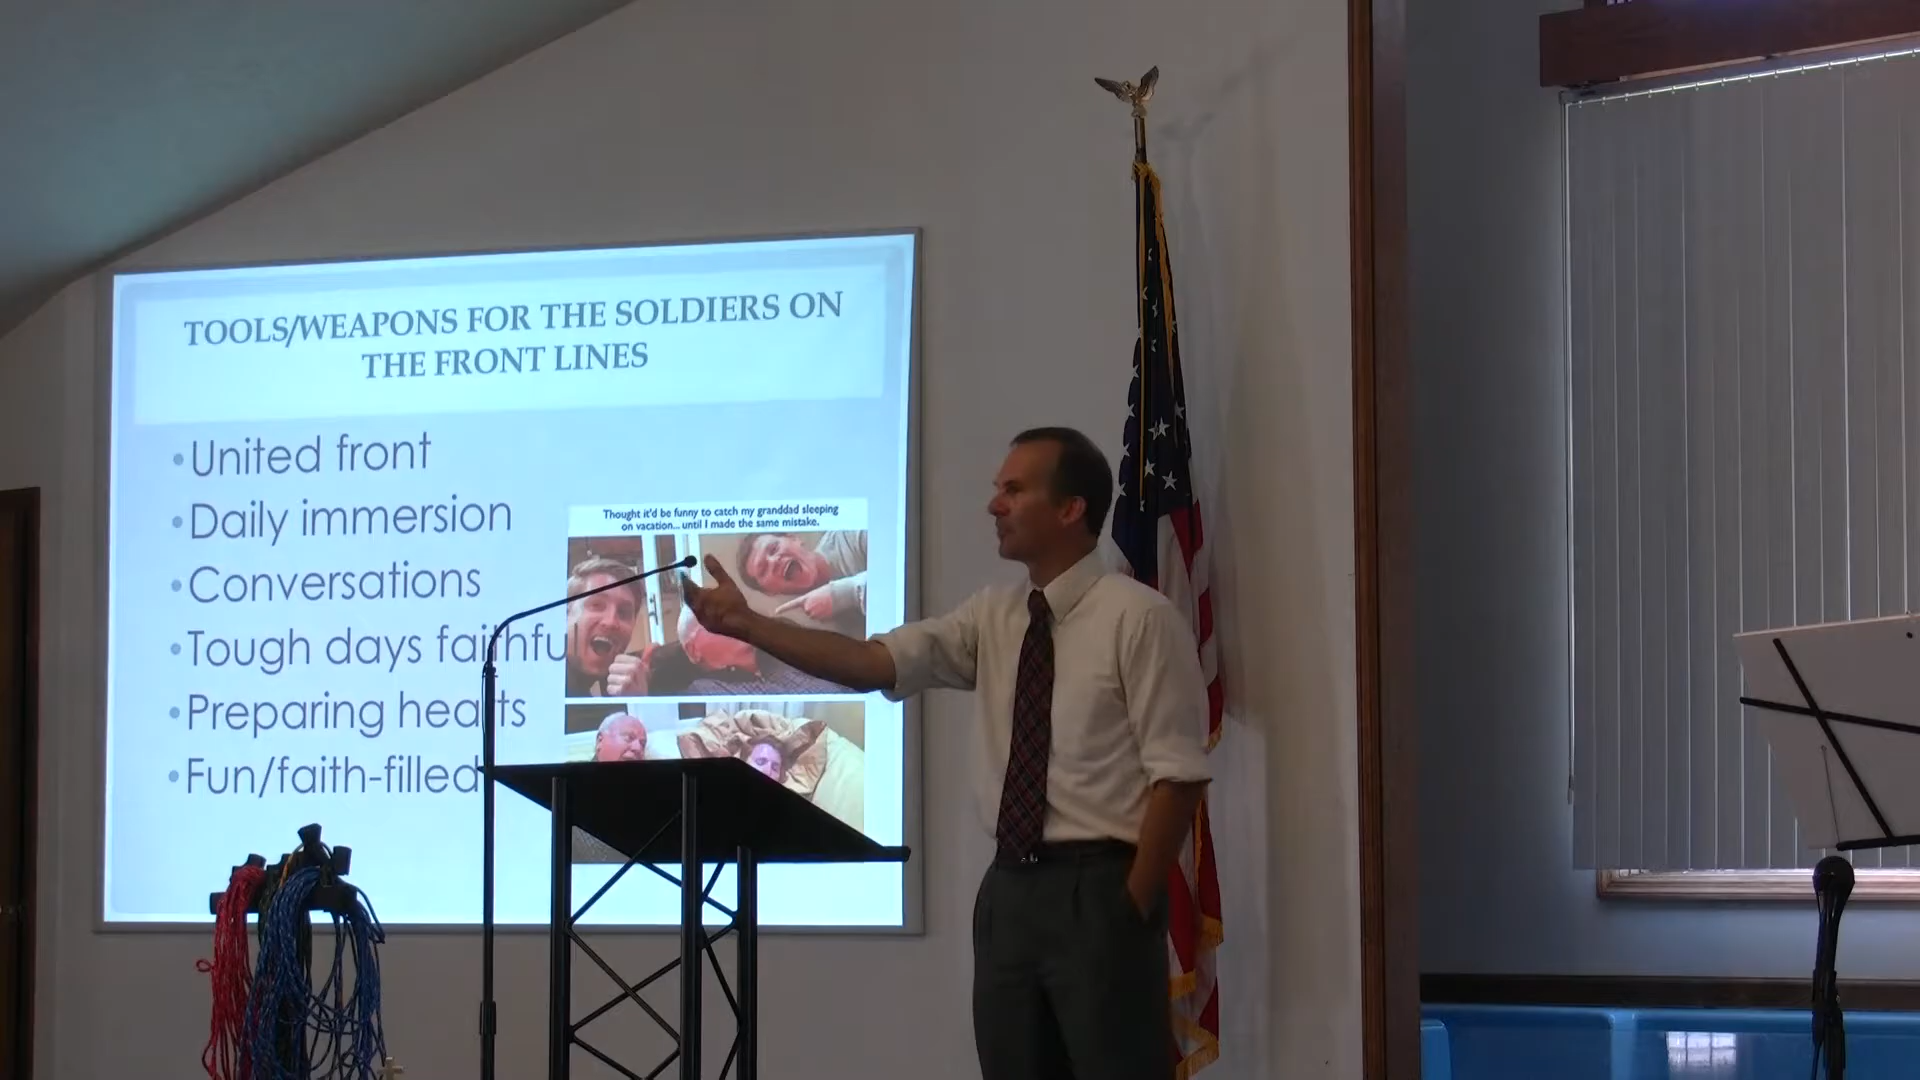 TOOLS/WEAPONS FOR THE SOLDIERS ON
THE FRONT LINES
•United front
•Daily immersion
•Conversations
•Tough days faithful
•Preparing hearts
•Fun/faith-filled
Thought it'd be funny to catch my granddad sleeping
on vacation... until I made the same mistake.